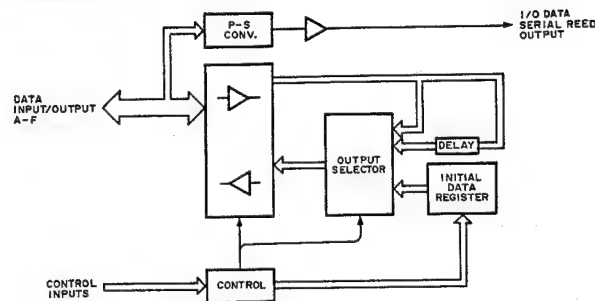 P-S
CONV.
I/O DATA
SERIAL REED
OUTPUT
DATA
INPUT/OUTPUT
A-F
DELAY
OUTPUT
SELECTOR
INITIAL
DATA
REGISTER
CONTROL
INPUTS
CONTROL